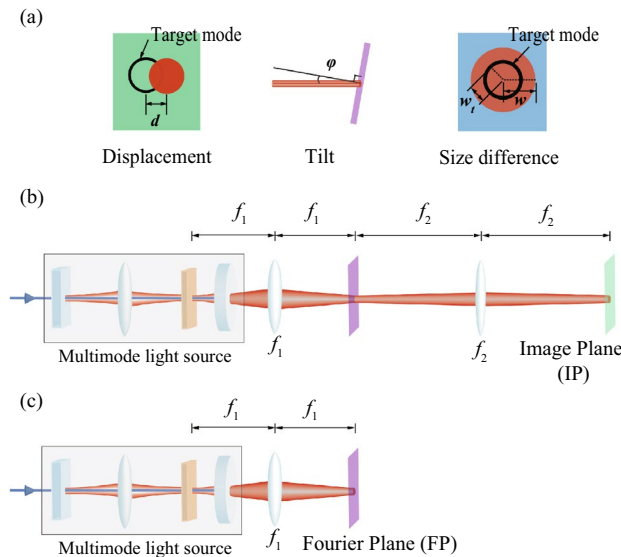 (a)
Target mode
Target mode
φ
d
w_t
w
Displacement
Tilt
Size difference
(b)
f_1
f_1
f_2
f_2
Multimode light source
f_1
f_2
Image Plane
(IP)
(c)
f_1
f_1
Multimode light source
f_1
Fourier Plane (FP)